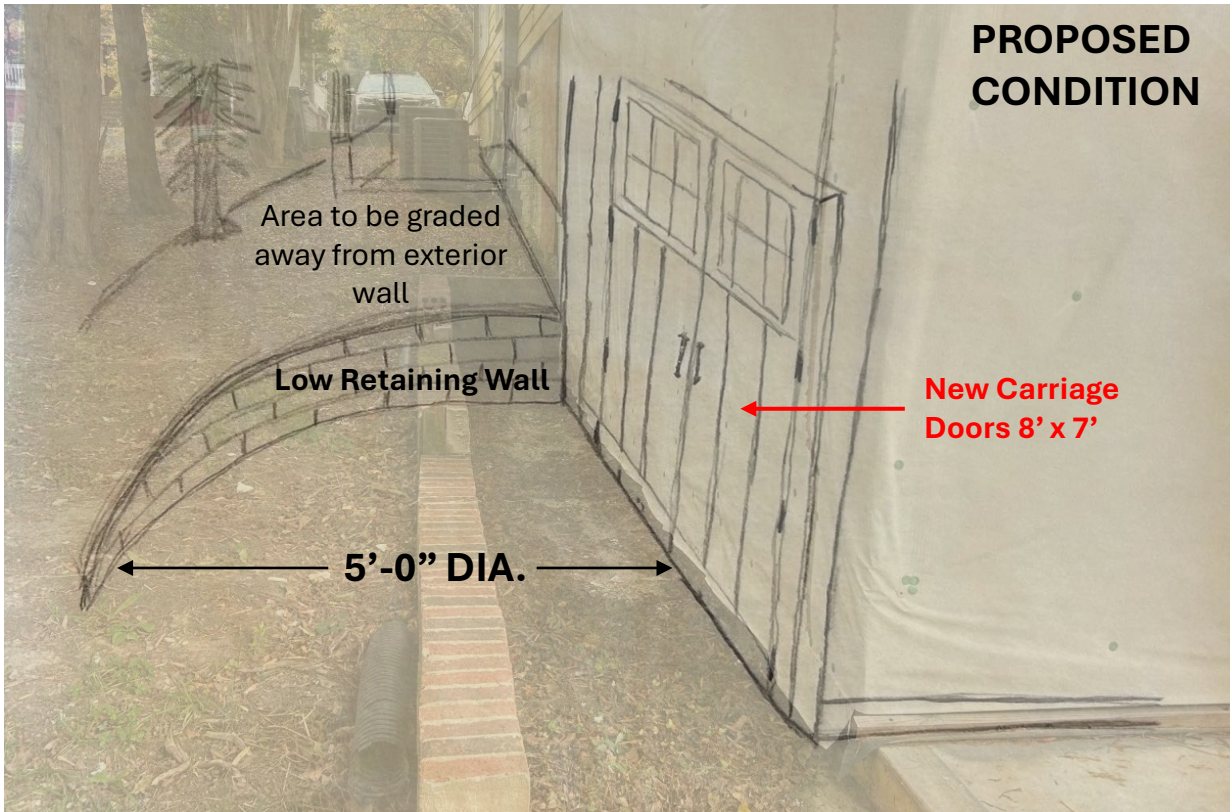 PROPOSED
CONDITION
Area to be graded
away from exterior
wall
Low Retaining Wall
New Carriage
Doors 8’ x 7’
5’-0” DIA.